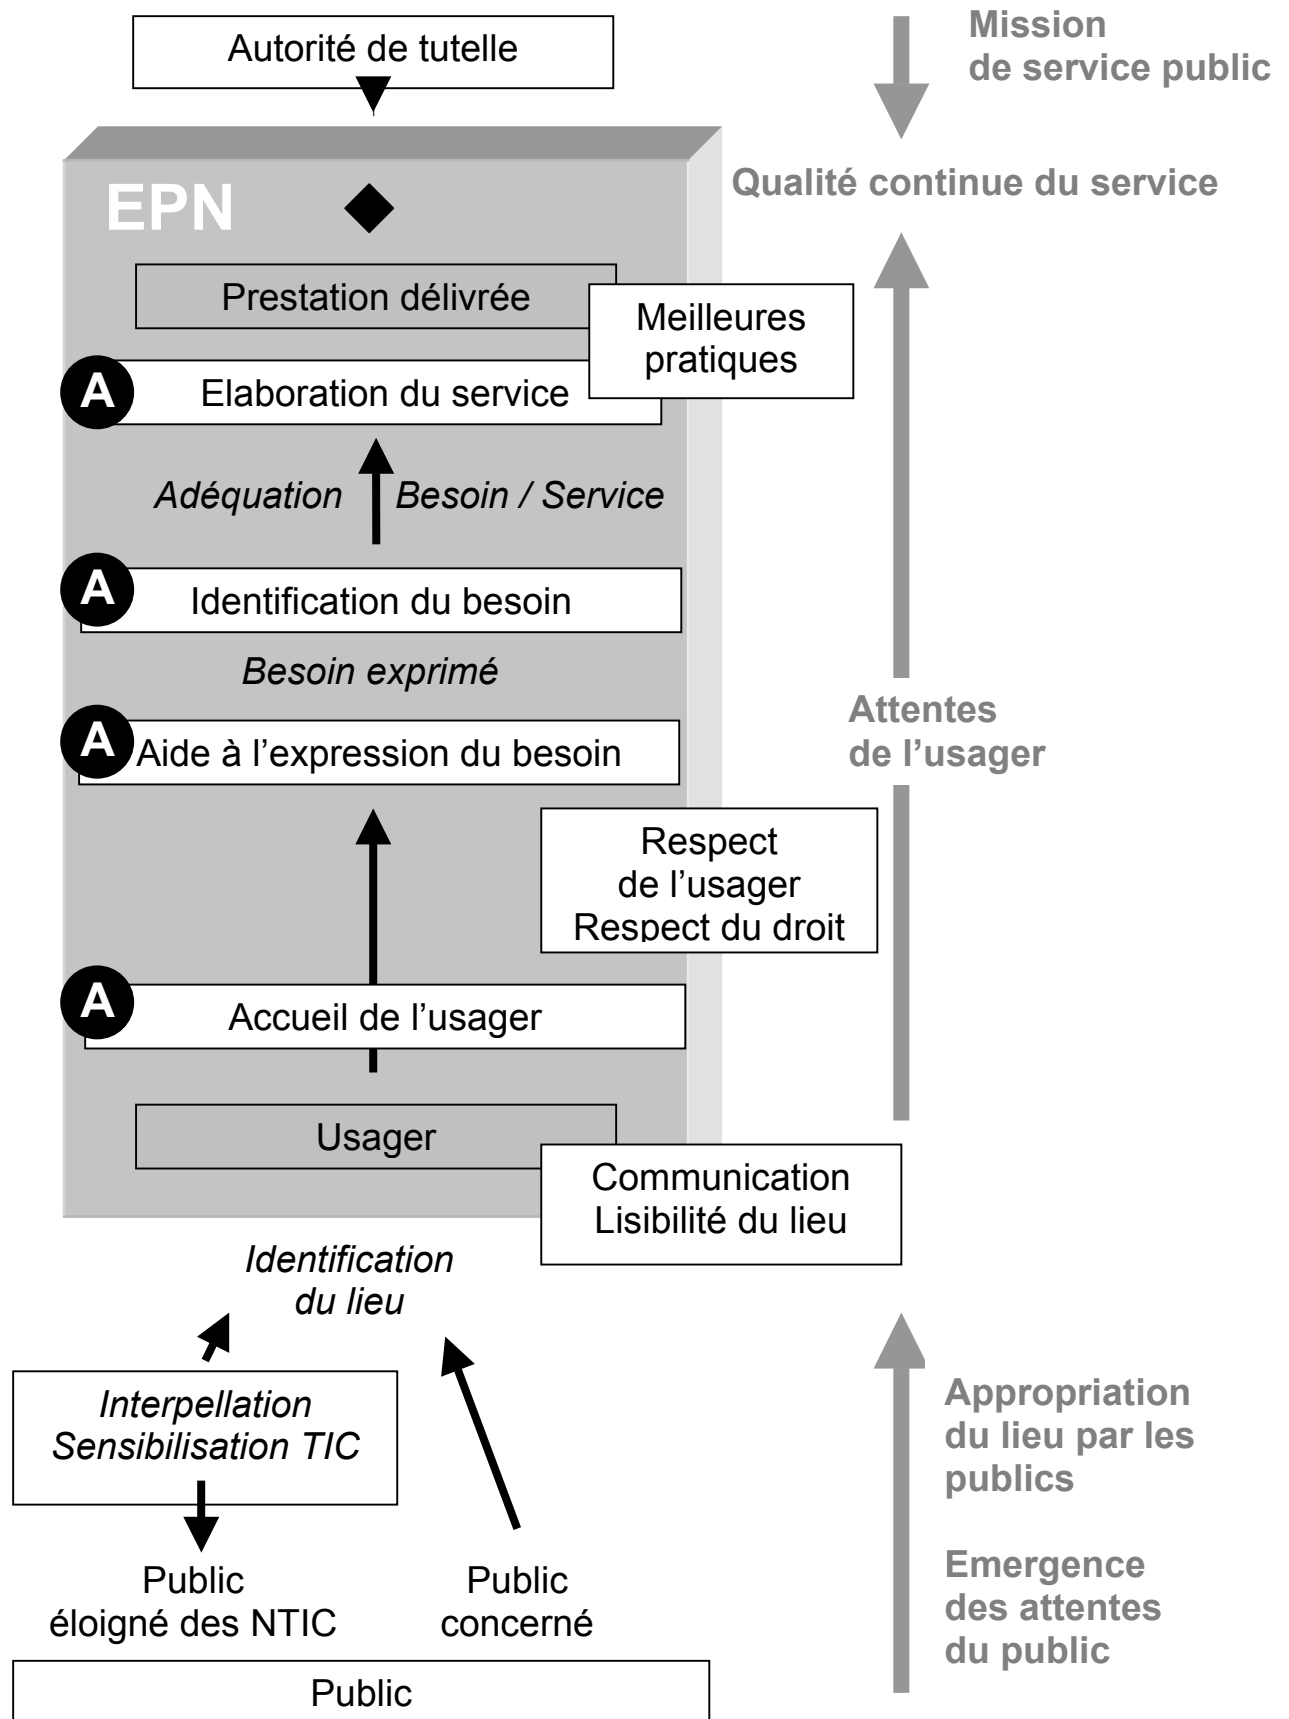 Autorité de tutelle
Mission
de service public
EPN
Qualité continue du service
Prestation délivrée
Meilleures
pratiques
A
Elaboration du service
Adéquation
Besoin / Service
A
Identification du besoin
Besoin exprimé
A
Aide à l’expression du besoin
Attentes
de l’usager
Respect
de l’usager
Respect du droit
A
Accueil de l’usager
Usager
Communication
Lisibilité du lieu
Identification
du lieu
Interpellation
Sensibilisation TIC
Appropriation
du lieu par les
publics
Public
éloigné des NTIC
Public
concerné
Emergence
des attentes
du public
Public